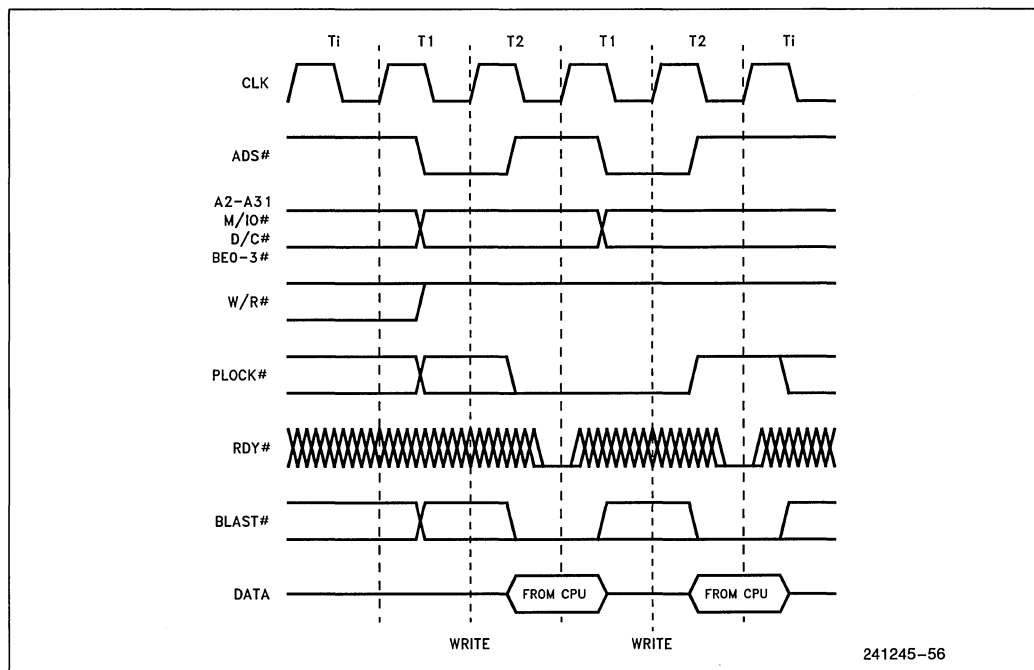 Ti T1 T2 T1 T2 Ti
CLK
ADS#
A2-A31
M/IO#
D/C#
BE0-3#
W/R#
PLOCK#
RDY#
BLAST#
DATA FROM CPU FROM CPU
WRITE WRITE
241245-56